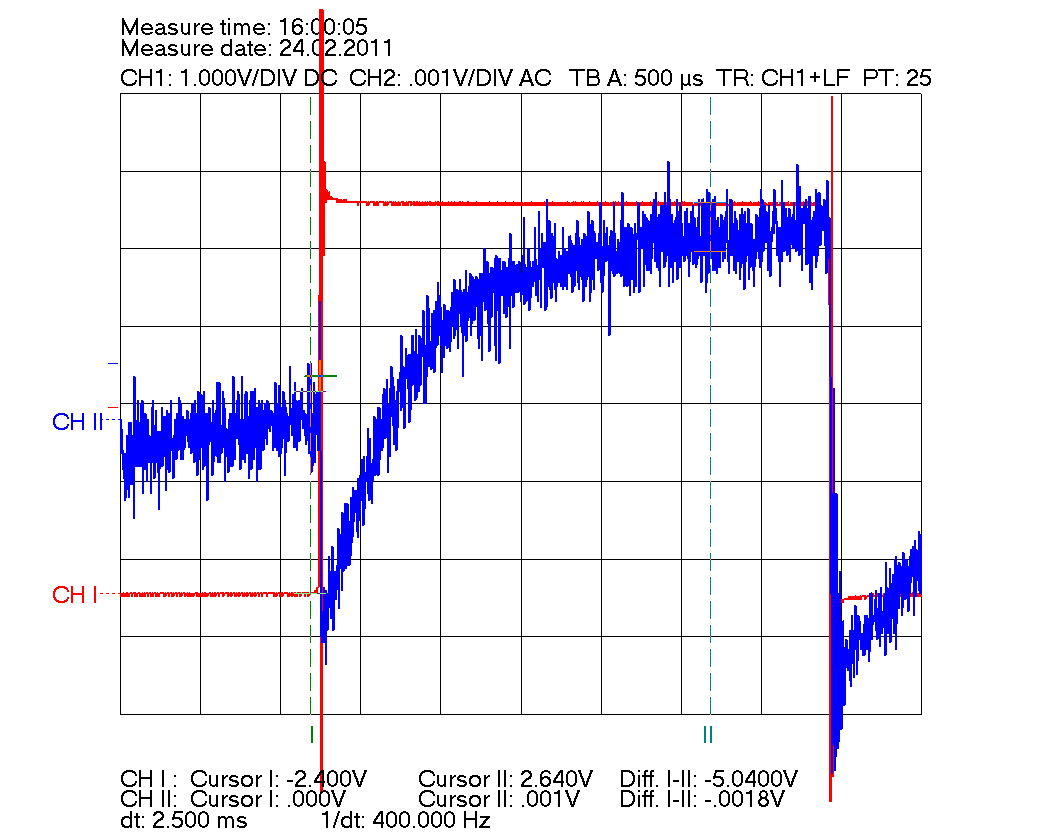 Measure time: 16:00:05
Measure date: 24.02.2011
CH1: 1.000V/DIV DC CH2: .001V/DIV AC TB A: 500 µs TR: CH1+LF PT: 25
CH II
CH I
I II
CH I : Cursor I: -2.400V Cursor II: 2.640V Diff. I-II: -5.0400V
CH II: Cursor I: .000V Cursor II: .001V Diff. I-II: -.0018V
dt: 2.500 ms 1/dt: 400.000 Hz